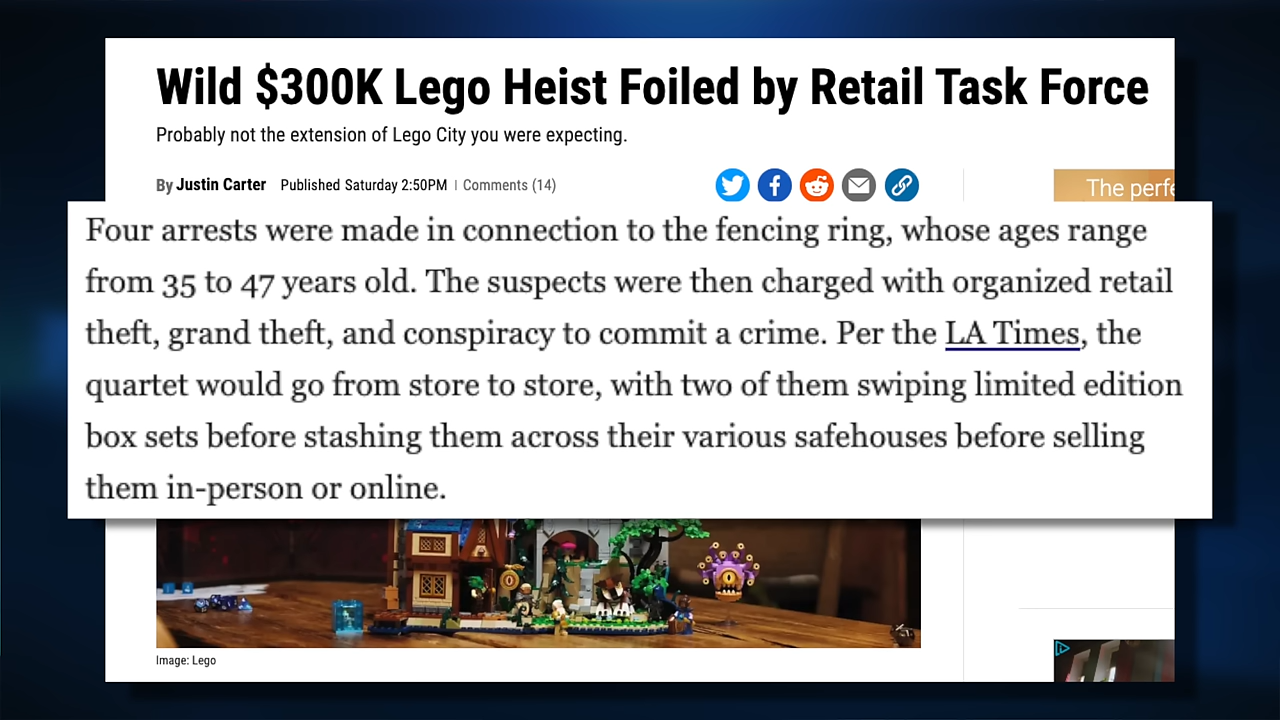 Wild $300K Lego Heist Foiled by Retail Task Force
Probably not the extension of Lego City you were expecting.
By Justin Carter Published Saturday 2:50PM | Comments (14)
The perfe
Four arrests were made in connection to the fencing ring, whose ages range
from 35 to 47 years old. The suspects were then charged with organized retail
theft, grand theft, and conspiracy to commit a crime. Per the LA Times, the
quartet would go from store to store, with two of them swiping limited edition
box sets before stashing them across their various safehouses before selling
them in-person or online.
Image: Lego